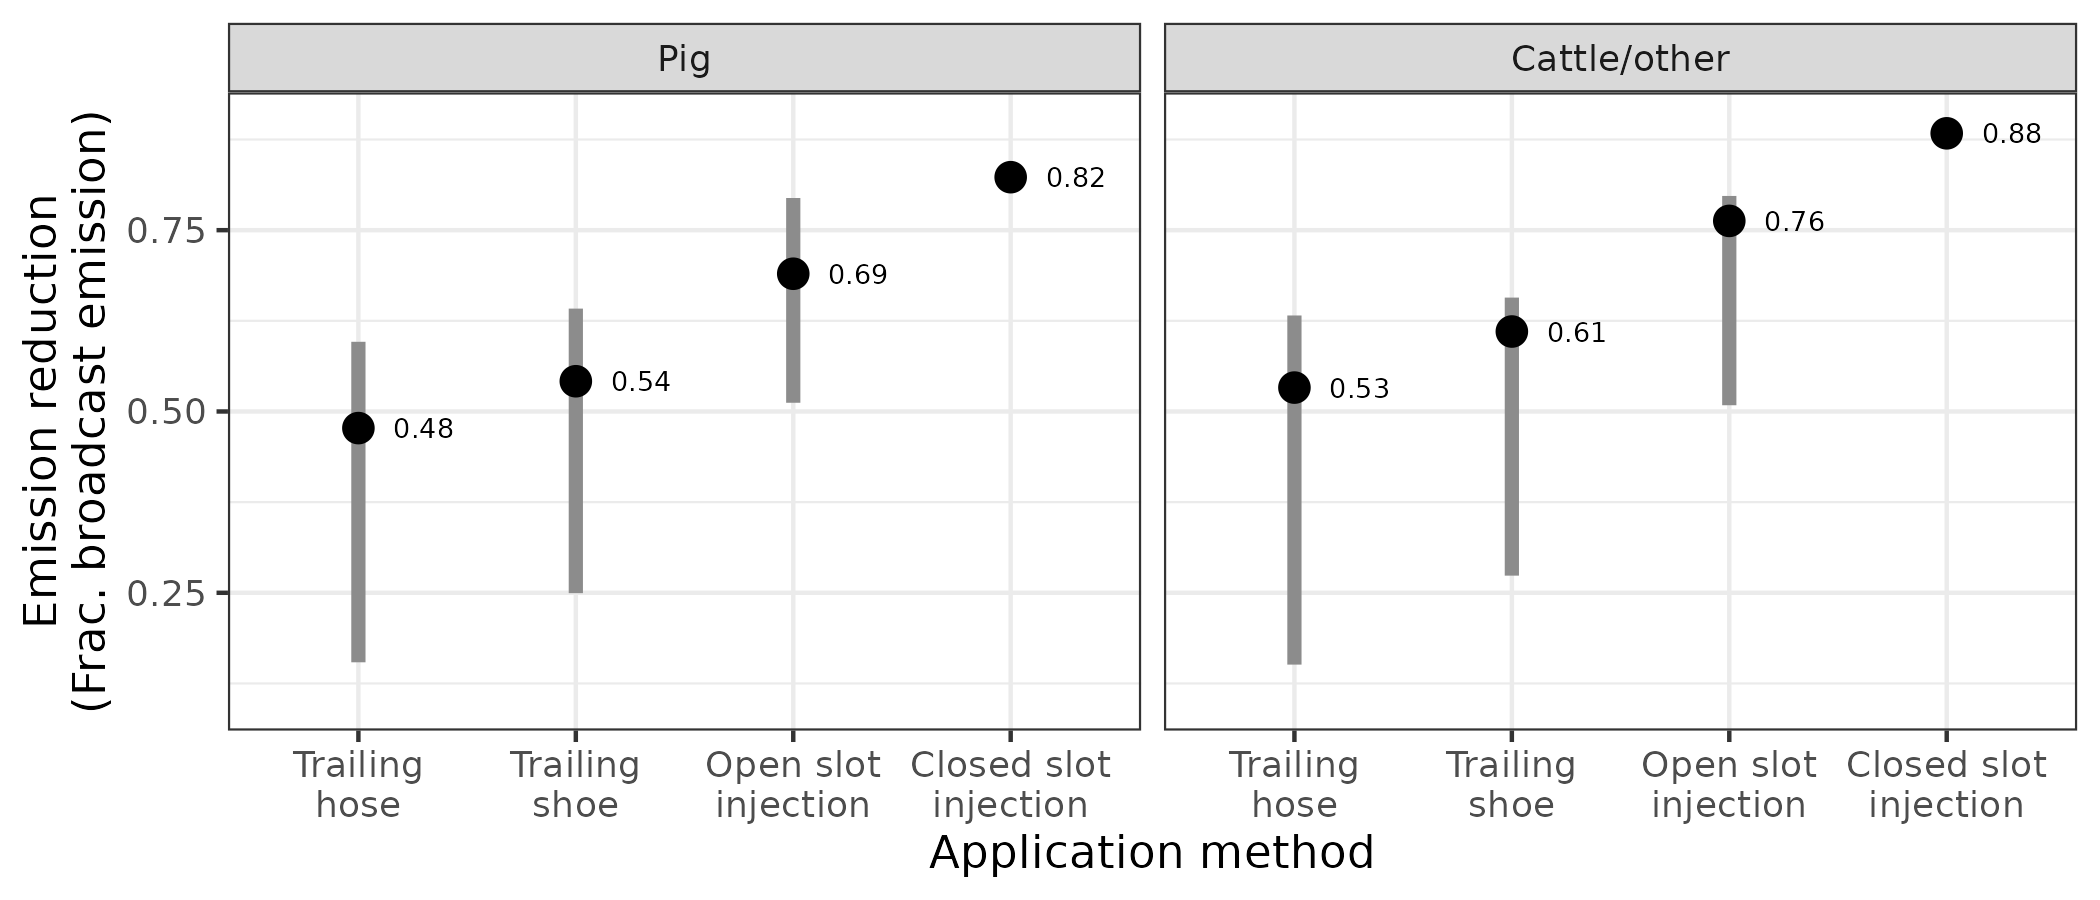 Pig
Cattle/other
Emission reduction
(Frac. broadcast emission)
0.75
0.50
0.25
0.48
0.54
0.69
0.82
0.53
0.61
0.76
0.88
Trailing
hose
Trailing
shoe
Open slot
injection
Closed slot
injection
Trailing
hose
Trailing
shoe
Open slot
injection
Closed slot
injection
Application method